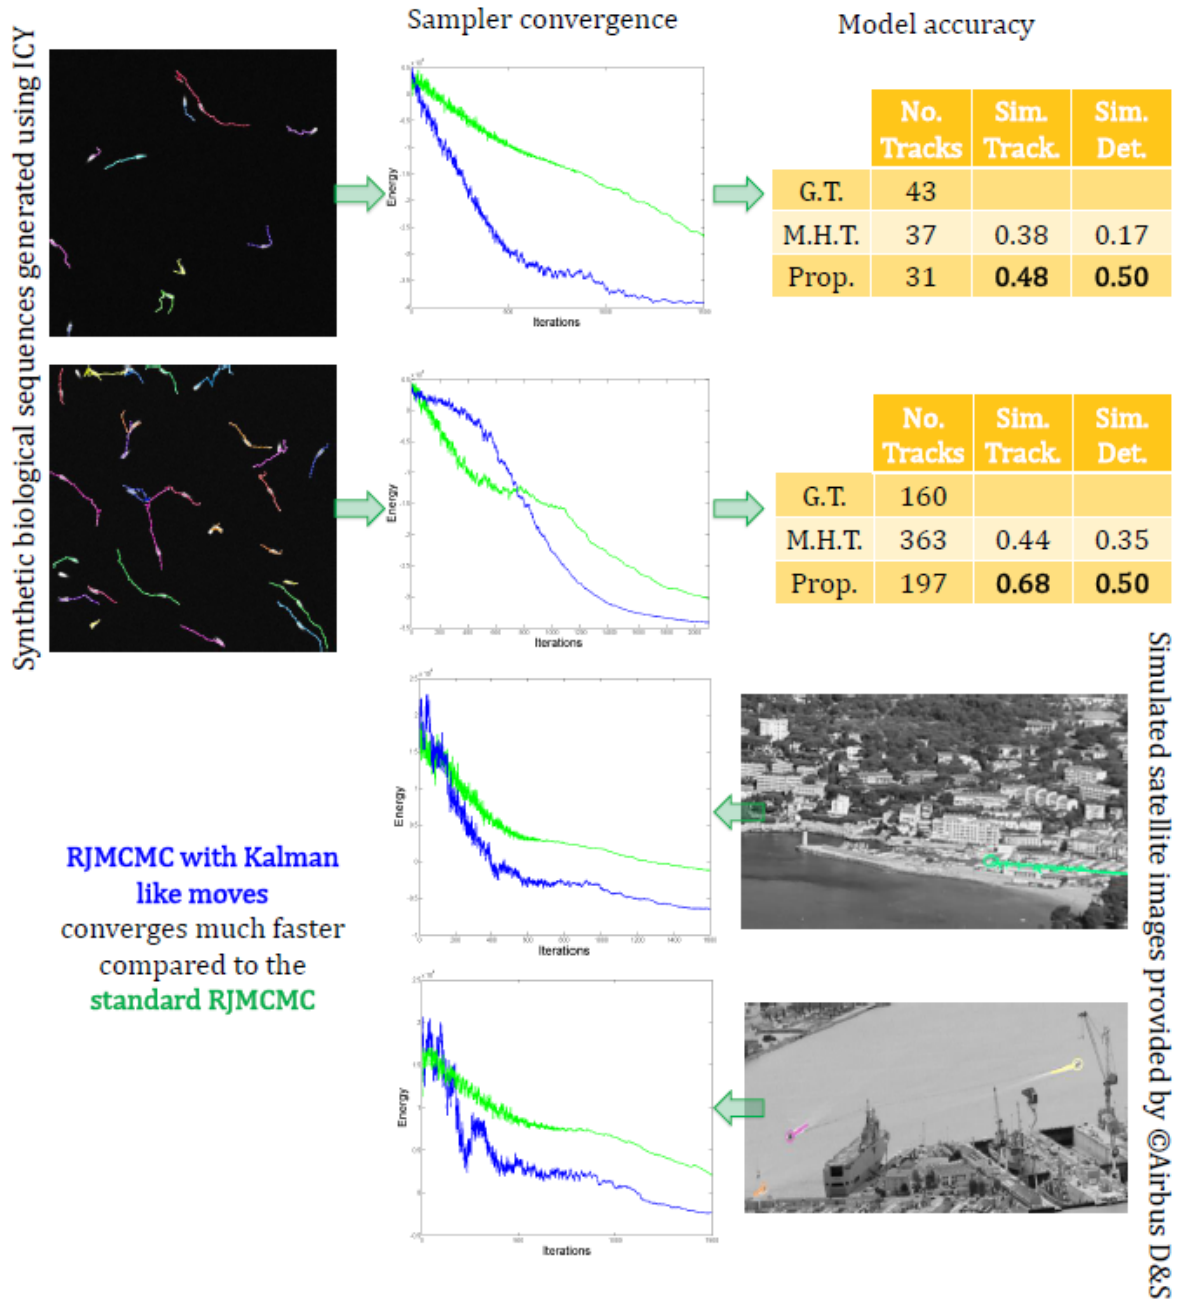 Sampler convergence
Model accuracy
Synthetic biological sequences generated using ICY
Energy
Iterations
No. Tracks Sim. Track. Sim. Det.
G.T. 43
M.H.T. 37 0.38 0.17
Prop. 31 0.48 0.50
Energy
Iterations
No. Tracks Sim. Track. Sim. Det.
G.T. 160
M.H.T. 363 0.44 0.35
Prop. 197 0.68 0.50
Energy
Iterations
RJMCMC with Kalman
like moves
converges much faster
compared to the
standard RJMCMC
Energy
Iterations
Simulated satellite images provided by ©Airbus D&S